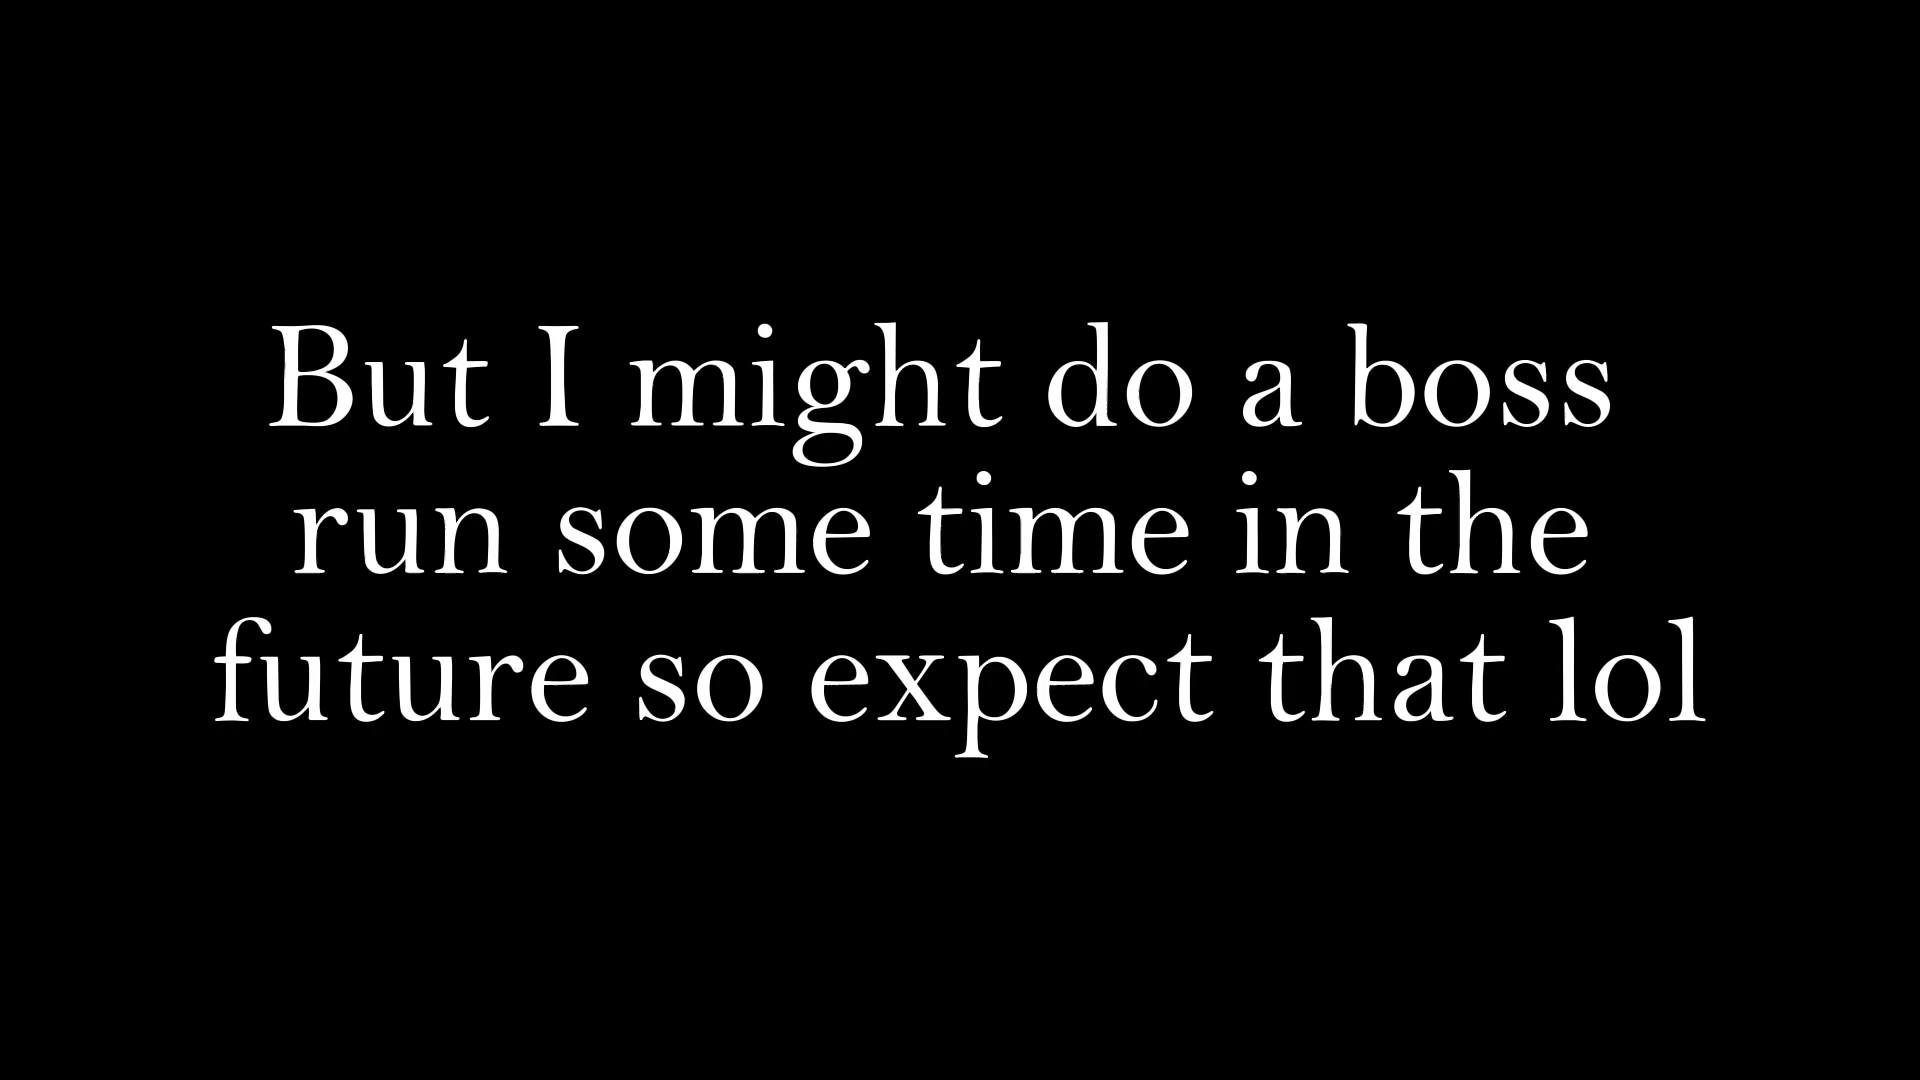 But I might do a boss
run some time in the
future so expect that lol